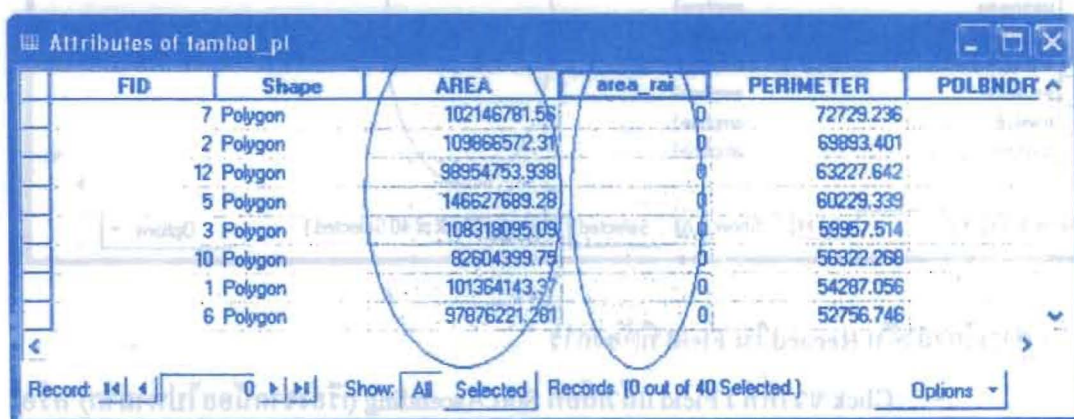 Attributes of tambol_pl
FID Shape AREA area_rai PERIMETER POLBNDRY
7 Polygon 102146781.56 0 72729.236
2 Polygon 109866572.31 0 69893.401
12 Polygon 98954753.938 0 63227.642
5 Polygon 146627689.28 0 60229.339
3 Polygon 108318095.09 0 59957.514
10 Polygon 82604399.75 0 56322.268
1 Polygon 101364143.37 0 54287.056
6 Polygon 97876221.281 0 52756.746
Record: 0 Show: All Selected Records (0 out of 40 Selected.) Options